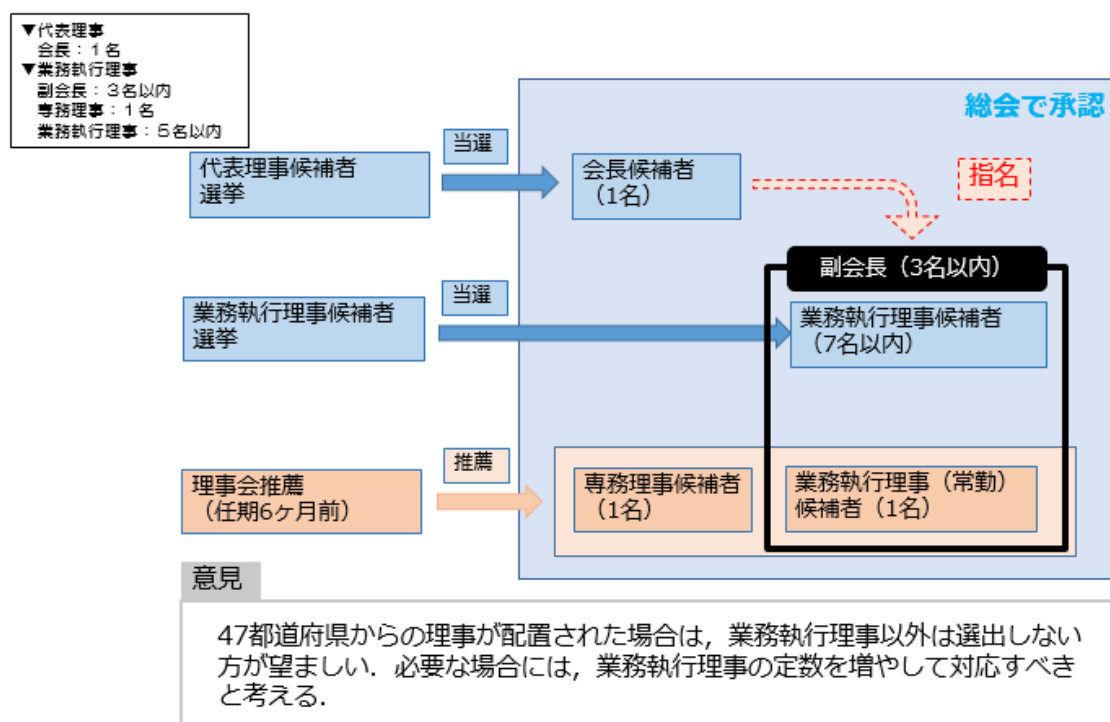 ▼代表理事
会長：１名
▼業務執行理事
副会長：３名以内
専務理事：１名
業務執行理事：５名以内
総会で承認
代表理事候補者
選挙
当選
会長候補者
（1名）
指名
副会長（3名以内）
業務執行理事候補者
選挙
当選
業務執行理事候補者
（7名以内）
理事会推薦
（任期6ヶ月前）
推薦
専務理事候補者
（1名）
業務執行理事（常勤）
候補者（1名）
意見
47都道府県からの理事が配置された場合は，業務執行理事以外は選出しない
方が望ましい．必要な場合には，業務執行理事の定数を増やして対応すべき
と考える．